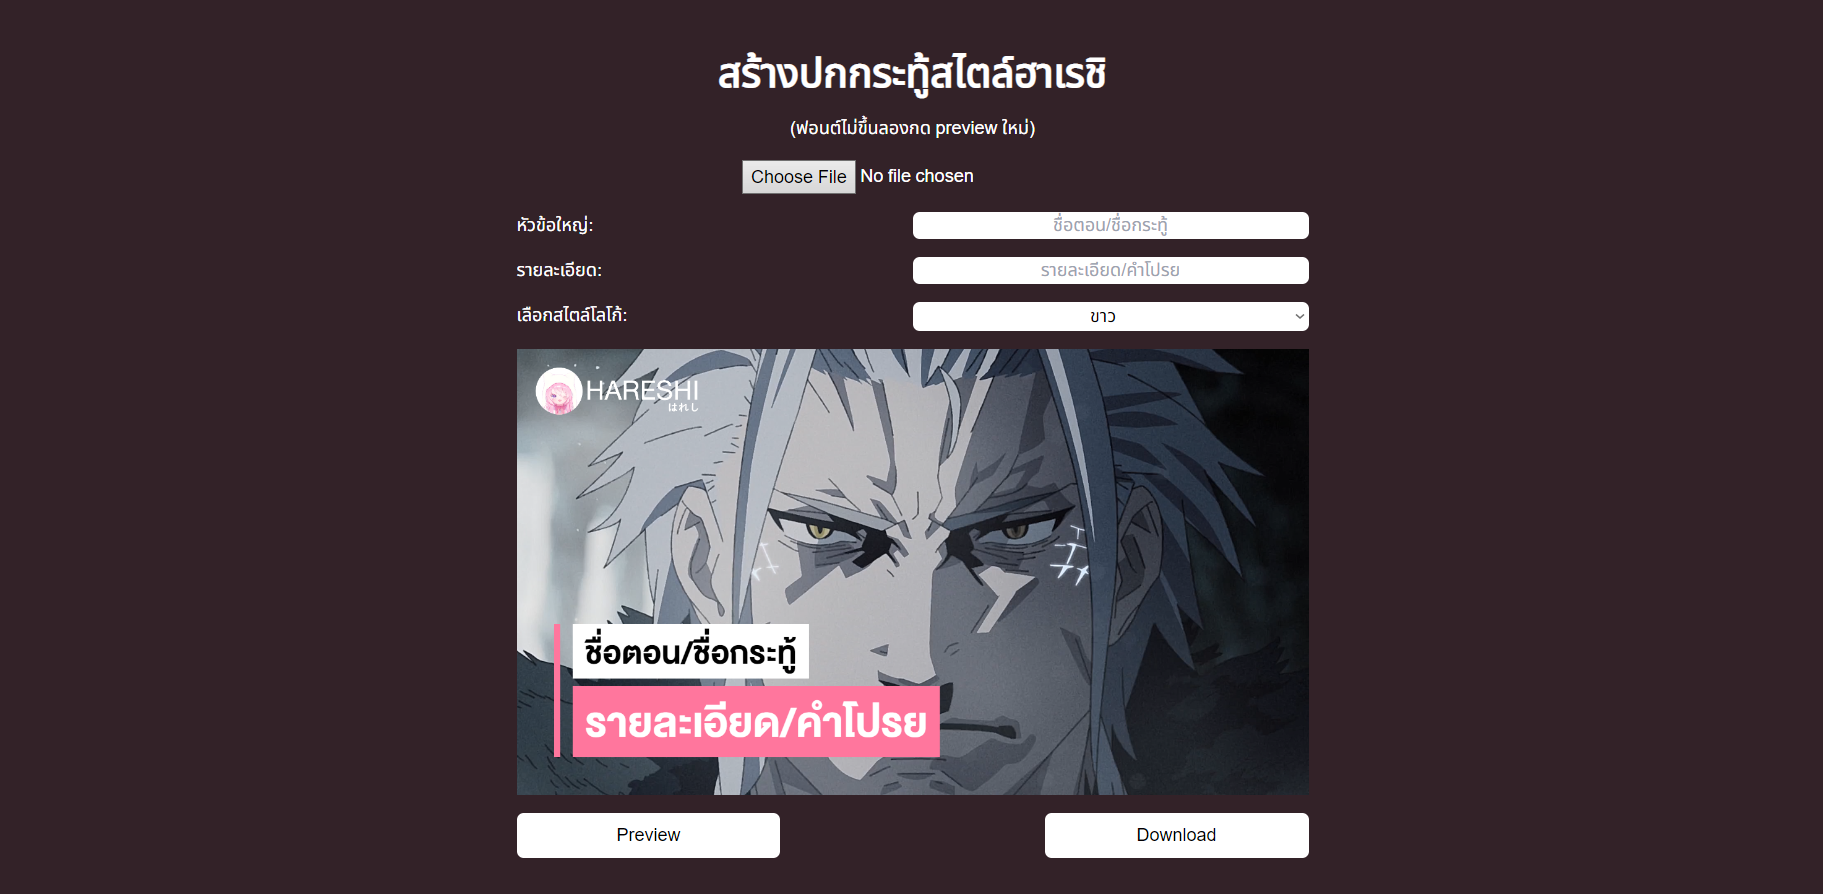 สร้างปกกระทู้สไตล์ฮาเรชิ
(ฟอนต์ไม่ขึ้นลองกด preview ใหม่)
Choose File No file chosen
หัวข้อใหญ่: ชื่อตอน/ชื่อกระทู้
รายละเอียด: รายละเอียด/คำโปรย
เลือกสไตล์โลโก้: ขาว
HARESHI
はれし
ชื่อตอน/ชื่อกระทู้
รายละเอียด/คำโปรย
Preview Download